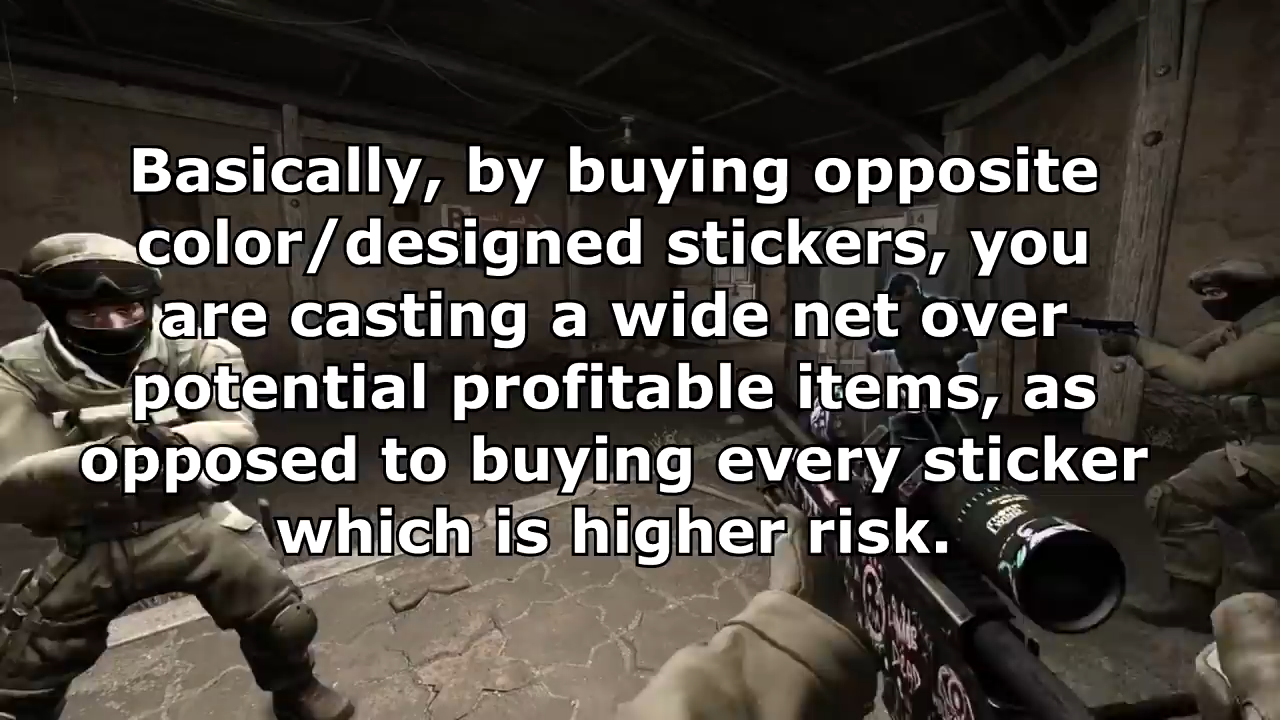 Basically, by buying opposite
color/designed stickers, you
are casting a wide net over
potential profitable items, as
opposed to buying every sticker
which is higher risk.